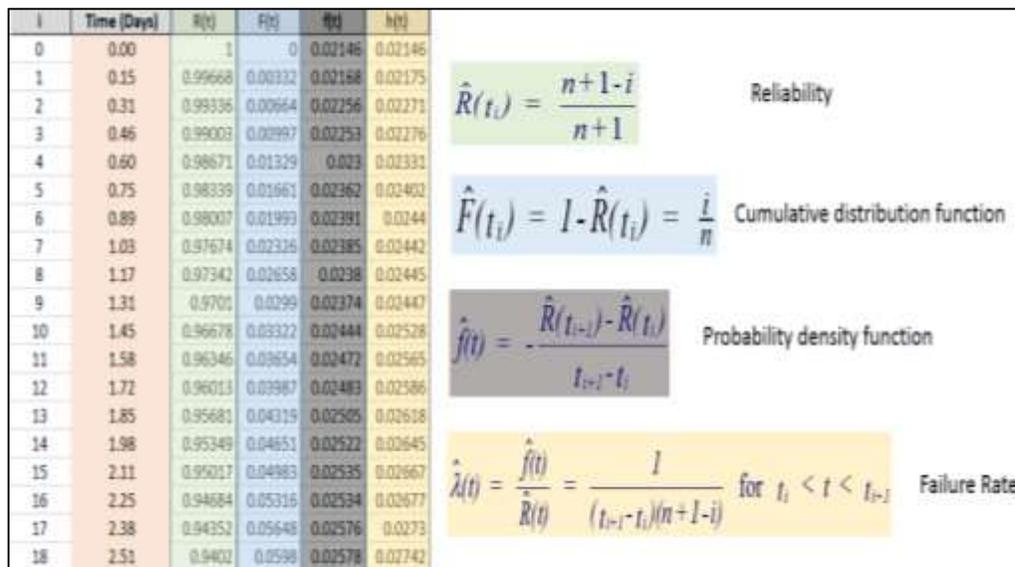 i Time (Days) R(t) F(t) f(t) h(t)
0 0.00 1 0 0.02146 0.02146
1 0.15 0.99668 0.00332 0.02168 0.02175
2 0.31 0.99336 0.00664 0.02256 0.02271
3 0.46 0.99003 0.00997 0.02253 0.02276
4 0.60 0.98671 0.01329 0.023 0.02331
5 0.75 0.98339 0.01661 0.02362 0.02402
6 0.89 0.98007 0.01993 0.02391 0.0244
7 1.03 0.97674 0.02326 0.02385 0.02442
8 1.17 0.97342 0.02658 0.0238 0.02445
9 1.31 0.9701 0.0299 0.02374 0.02447
10 1.45 0.96678 0.03322 0.02444 0.02528
11 1.58 0.96346 0.03654 0.02472 0.02565
12 1.72 0.96013 0.03987 0.02483 0.02586
13 1.85 0.95681 0.04319 0.02505 0.02618
14 1.98 0.95349 0.04651 0.02522 0.02645
15 2.11 0.95017 0.04983 0.02535 0.02667
16 2.25 0.94684 0.05316 0.02534 0.02677
17 2.38 0.94352 0.05648 0.02576 0.0273
18 2.51 0.9402 0.0598 0.02578 0.02742
R̂(t_i) = (n+1-i)/(n+1) Reliability
F̂(t_i) = 1-R̂(t_i) = i/n Cumulative distribution function
f̂(t) = -(R̂(t_{i+1})-R̂(t_i))/(t_{i+1}-t_i) Probability density function
λ̂(t) = f̂(t)/R̂(t) = 1/((t_{i+1}-t_i)(n+1-i)) for t_i < t < t_{i+1} Failure Rate